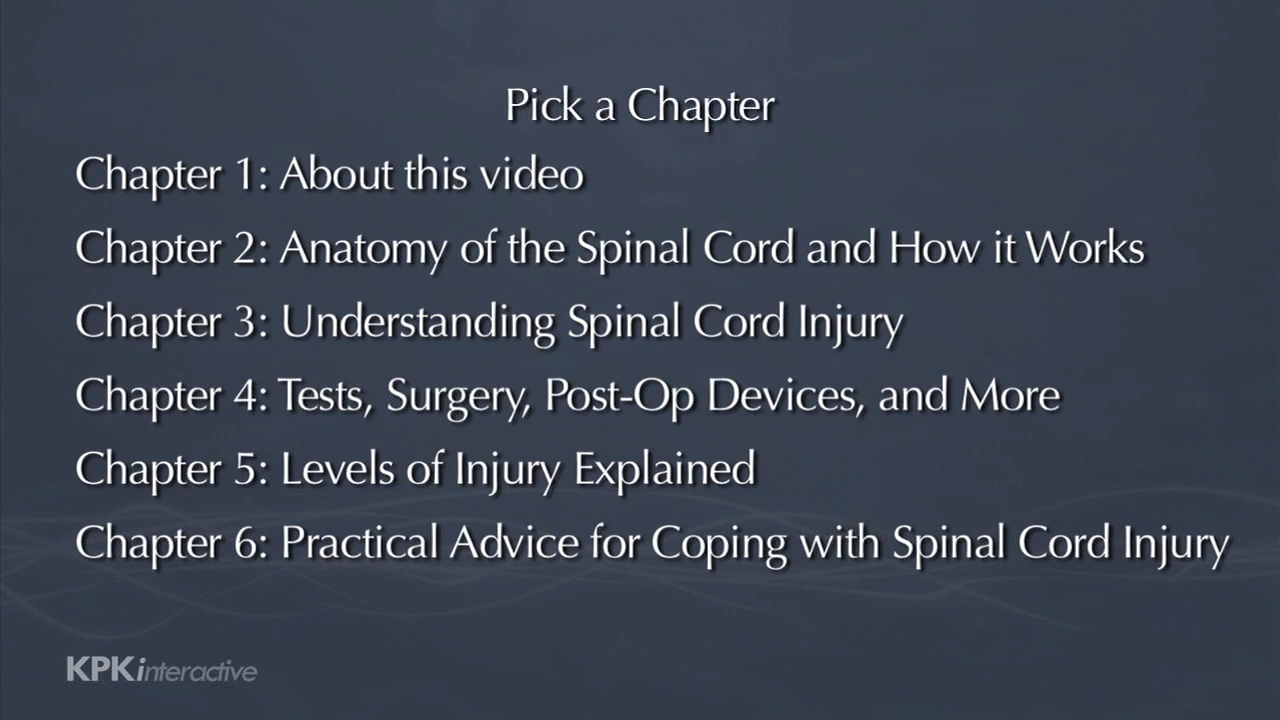 Pick a Chapter
Chapter 1: About this video
Chapter 2: Anatomy of the Spinal Cord and How it Works
Chapter 3: Understanding Spinal Cord Injury
Chapter 4: Tests, Surgery, Post-Op Devices, and More
Chapter 5: Levels of Injury Explained
Chapter 6: Practical Advice for Coping with Spinal Cord Injury
KPKinteractive